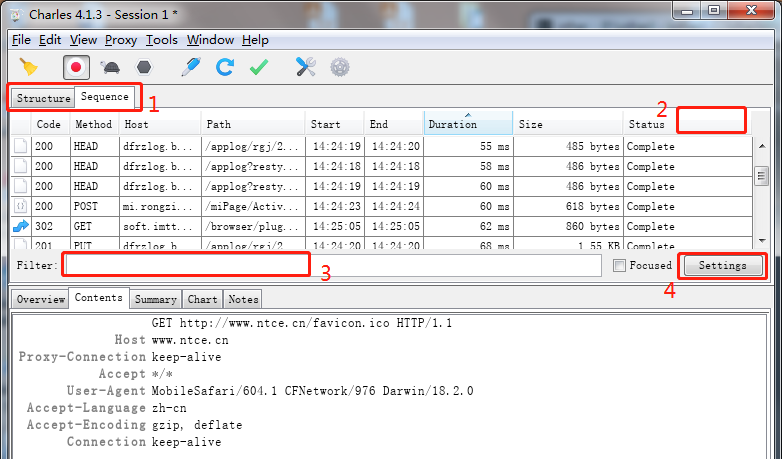 Charles 4.1.3 - Session 1 *
File Edit View Proxy Tools Window Help
Structure Sequence 1 2
Code Method Host Path Start End Duration Size Status
200 HEAD dfrzlog.b... /applog/rgj/2... 14:24:19 14:24:20 55 ms 485 bytes Complete
200 HEAD dfrzlog.b... /applog?resty... 14:24:18 14:24:18 58 ms 486 bytes Complete
200 HEAD dfrzlog.b... /applog?resty... 14:24:19 14:24:19 60 ms 486 bytes Complete
200 POST mi.rongzi... /miPage/Activ... 14:24:23 14:24:24 60 ms 618 bytes Complete
302 GET soft.imtt... /browser/plug... 14:25:05 14:25:05 62 ms 860 bytes Complete
201 PUT dfrzlog.b... /applog/rgj/2... 14:24:20 14:24:20 68 ms 1.55 KB Complete
Filter: 3 Focused Settings
4
Overview Contents Summary Chart Notes
GET http://www.ntce.cn/favicon.ico HTTP/1.1
Host www.ntce.cn
Proxy-Connection keep-alive
Accept */*
User-Agent MobileSafari/604.1 CFNetwork/976 Darwin/18.2.0
Accept-Language zh-cn
Accept-Encoding gzip, deflate
Connection keep-alive